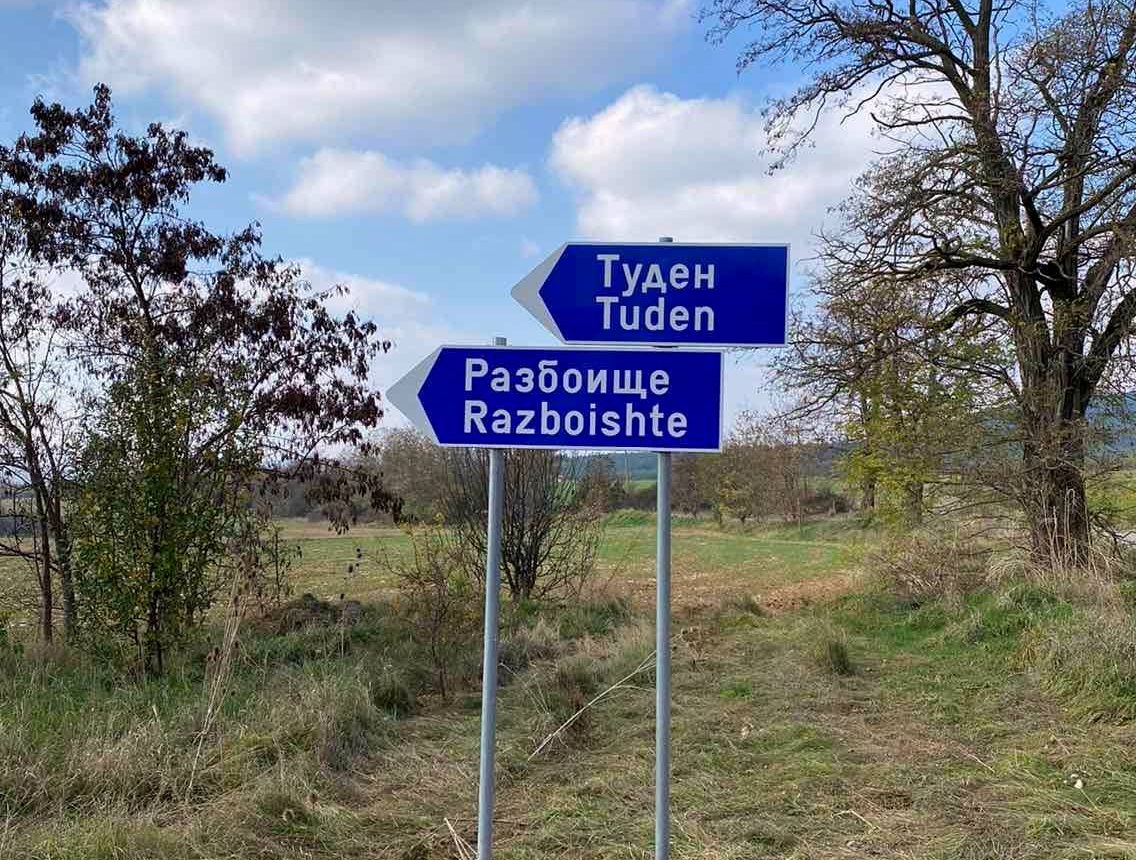 Туден
Tuden
Разбоище
Razboishte